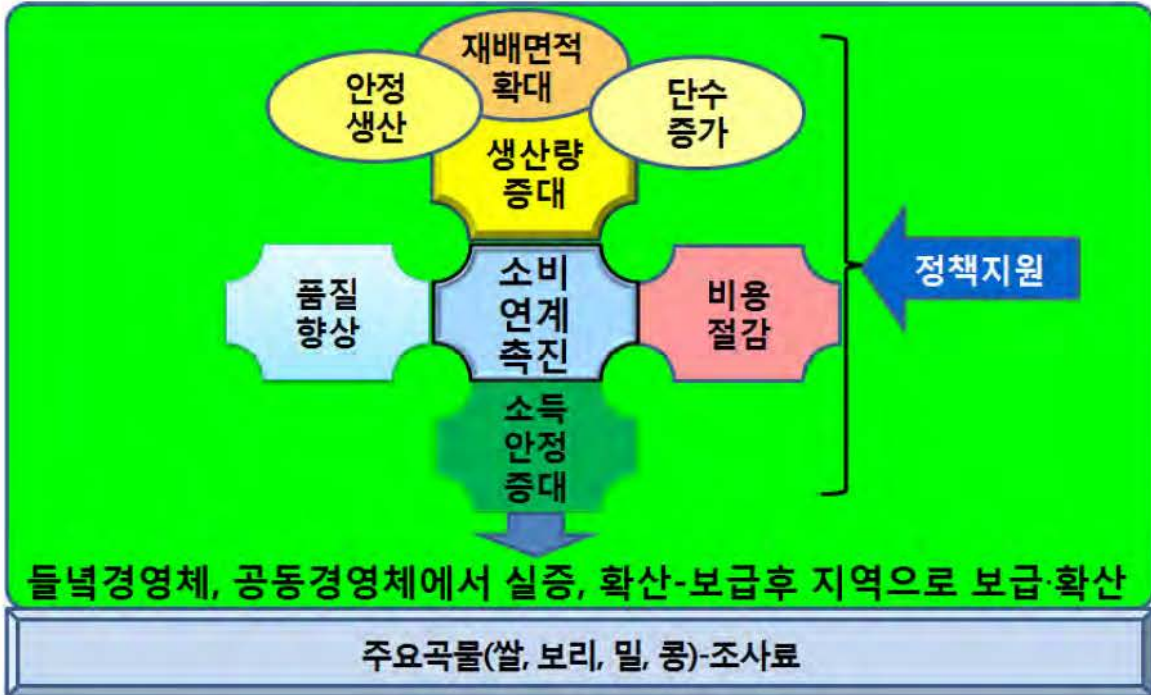 재배면적
확대
안정
생산
단수
증가
생산량
증대
품질
향상
소비
연계
촉진
비용
절감
정책지원
소득
안정
증대
들녘경영체, 공동경영체에서 실증, 확산-보급후 지역으로 보급·확산
주요곡물(쌀, 보리, 밀, 콩)-조사료